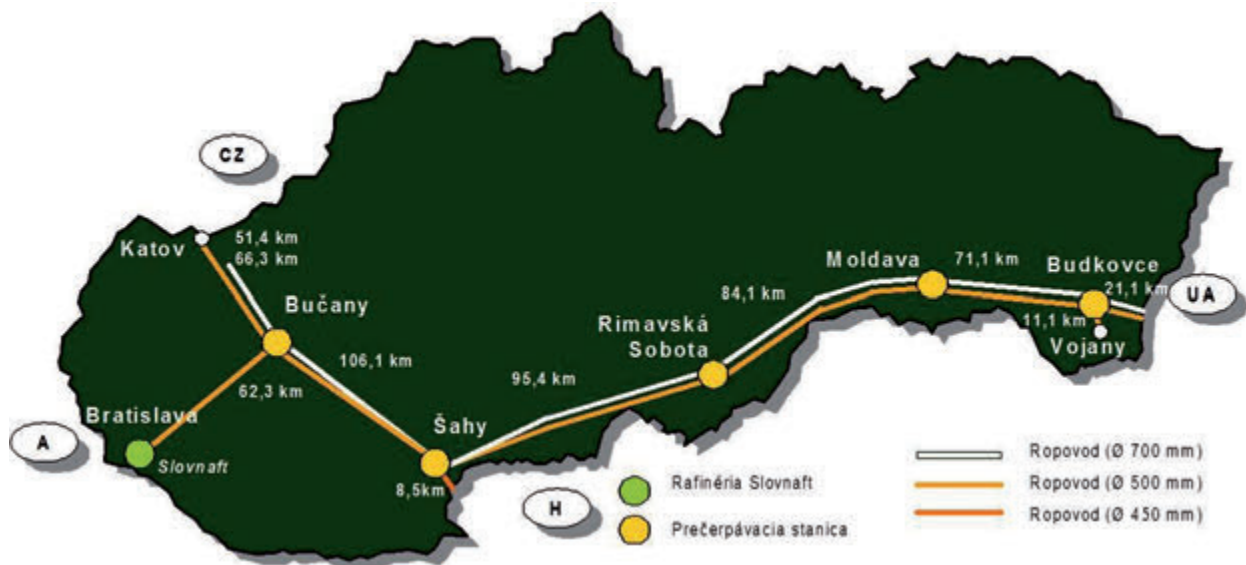 CZ
Katov
51,4 km
66,3 km
Bučany
106,1 km
62,3 km
Bratislava
A
Slovnaft
Šahy
8,5km
H
95,4 km
Rimavská
Sobota
84,1 km
Moldava
71,1 km
Budkovce
21,1 km
UA
11,1 km
Vojany
Rafinéria Slovnaft
Prečerpávacia stanica
Ropovod (Ø 700 mm)
Ropovod (Ø 500 mm)
Ropovod (Ø 450 mm)